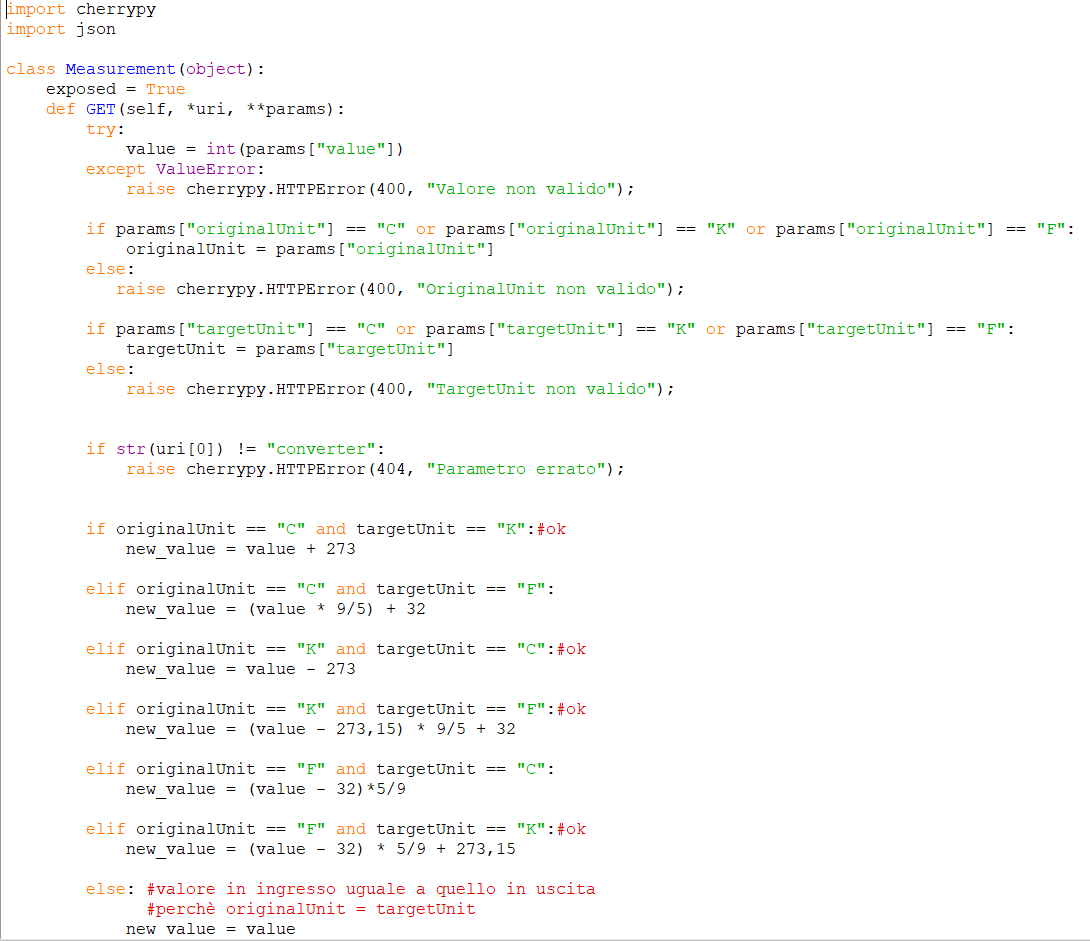 import cherrypy
import json
class Measurement(object):
    exposed = True
    def GET(self, *uri, **params):
        try:
            value = int(params["value"])
        except ValueError:
            raise cherrypy.HTTPError(400, "Valore non valido");
        if params["originalUnit"] == "C" or params["originalUnit"] == "K" or params["originalUnit"] == "F":
            originalUnit = params["originalUnit"]
        else:
           raise cherrypy.HTTPError(400, "OriginalUnit non valido");
        if params["targetUnit"] == "C" or params["targetUnit"] == "K" or params["targetUnit"] == "F":
            targetUnit = params["targetUnit"]
        else:
            raise cherrypy.HTTPError(400, "TargetUnit non valido");
        if str(uri[0]) != "converter":
            raise cherrypy.HTTPError(404, "Parametro errato");
        if originalUnit == "C" and targetUnit == "K":#ok
            new_value = value + 273
        elif originalUnit == "C" and targetUnit == "F":
            new_value = (value * 9/5) + 32
        elif originalUnit == "K" and targetUnit == "C":#ok
            new_value = value - 273
        elif originalUnit == "K" and targetUnit == "F":#ok
            new_value = (value - 273,15) * 9/5 + 32
        elif originalUnit == "F" and targetUnit == "C":
            new_value = (value - 32)*5/9
        elif originalUnit == "F" and targetUnit == "K":#ok
            new_value = (value - 32) * 5/9 + 273,15
        else: #valore in ingresso uguale a quello in uscita
              #perchè originalUnit = targetUnit
            new value = value